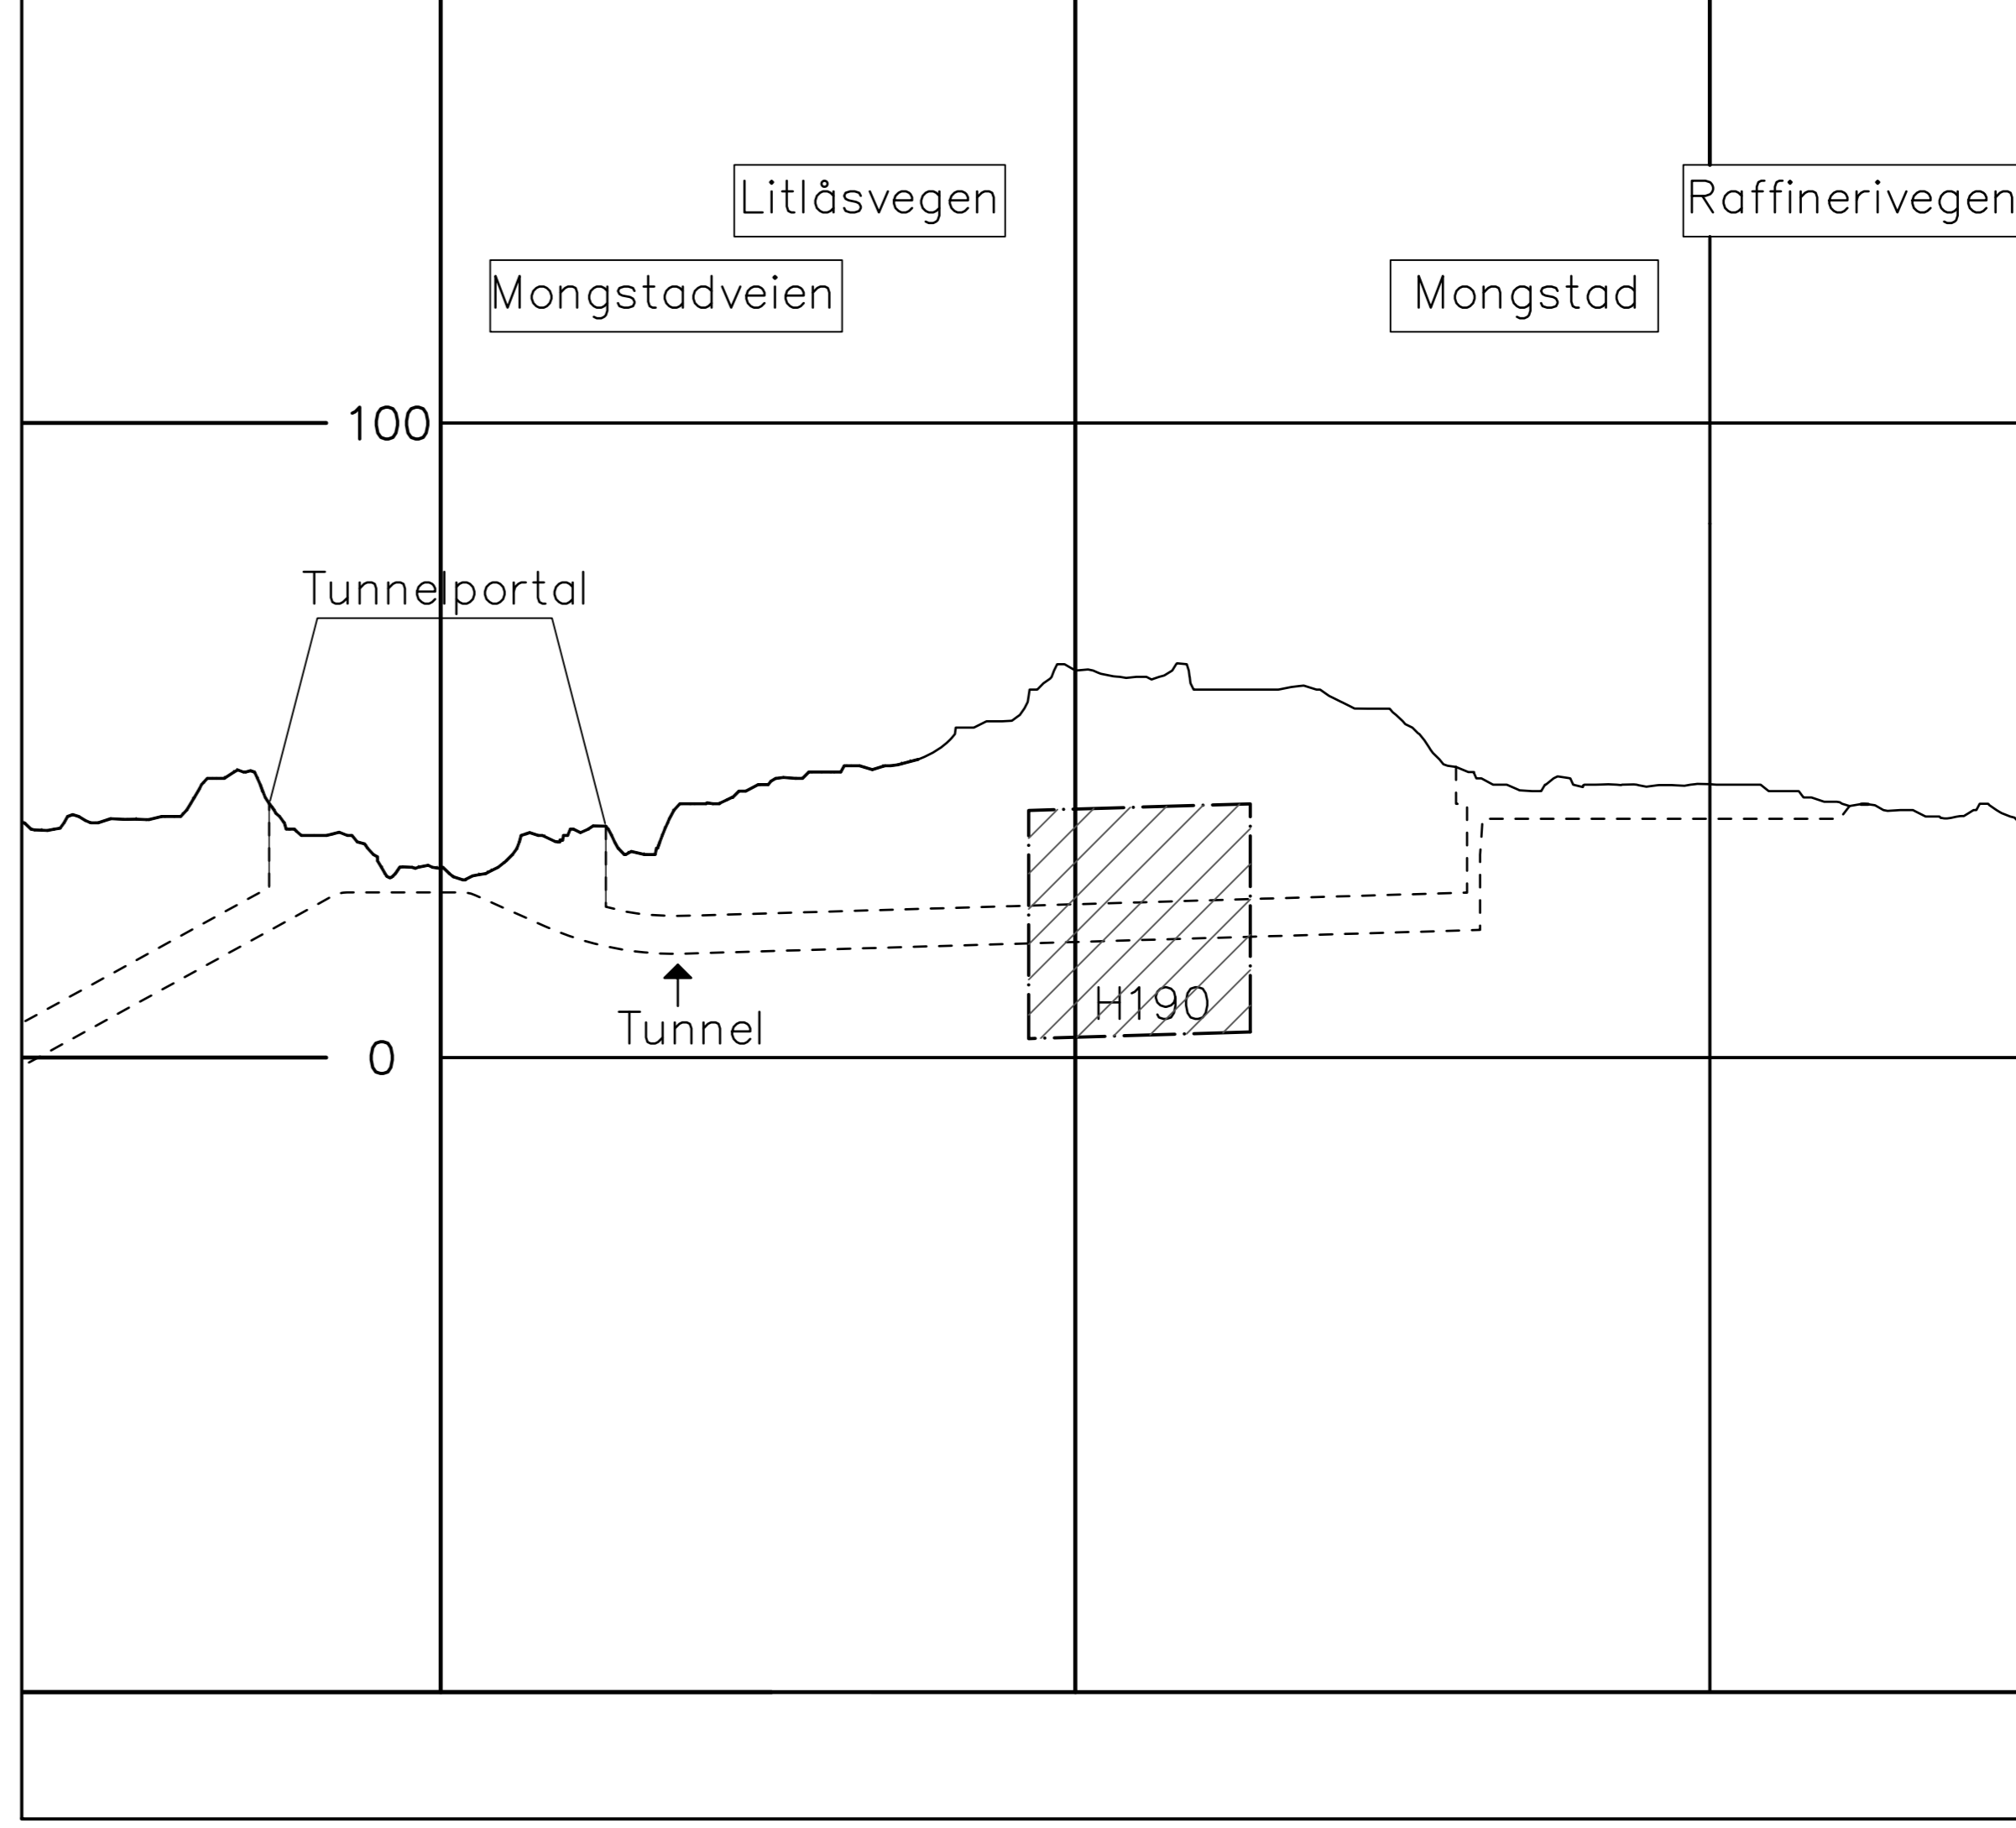 Litlåsvegen
Raffinerivegen
Mongstadveien
Mongstad
100
Tunnelportal
H190
Tunnel
0